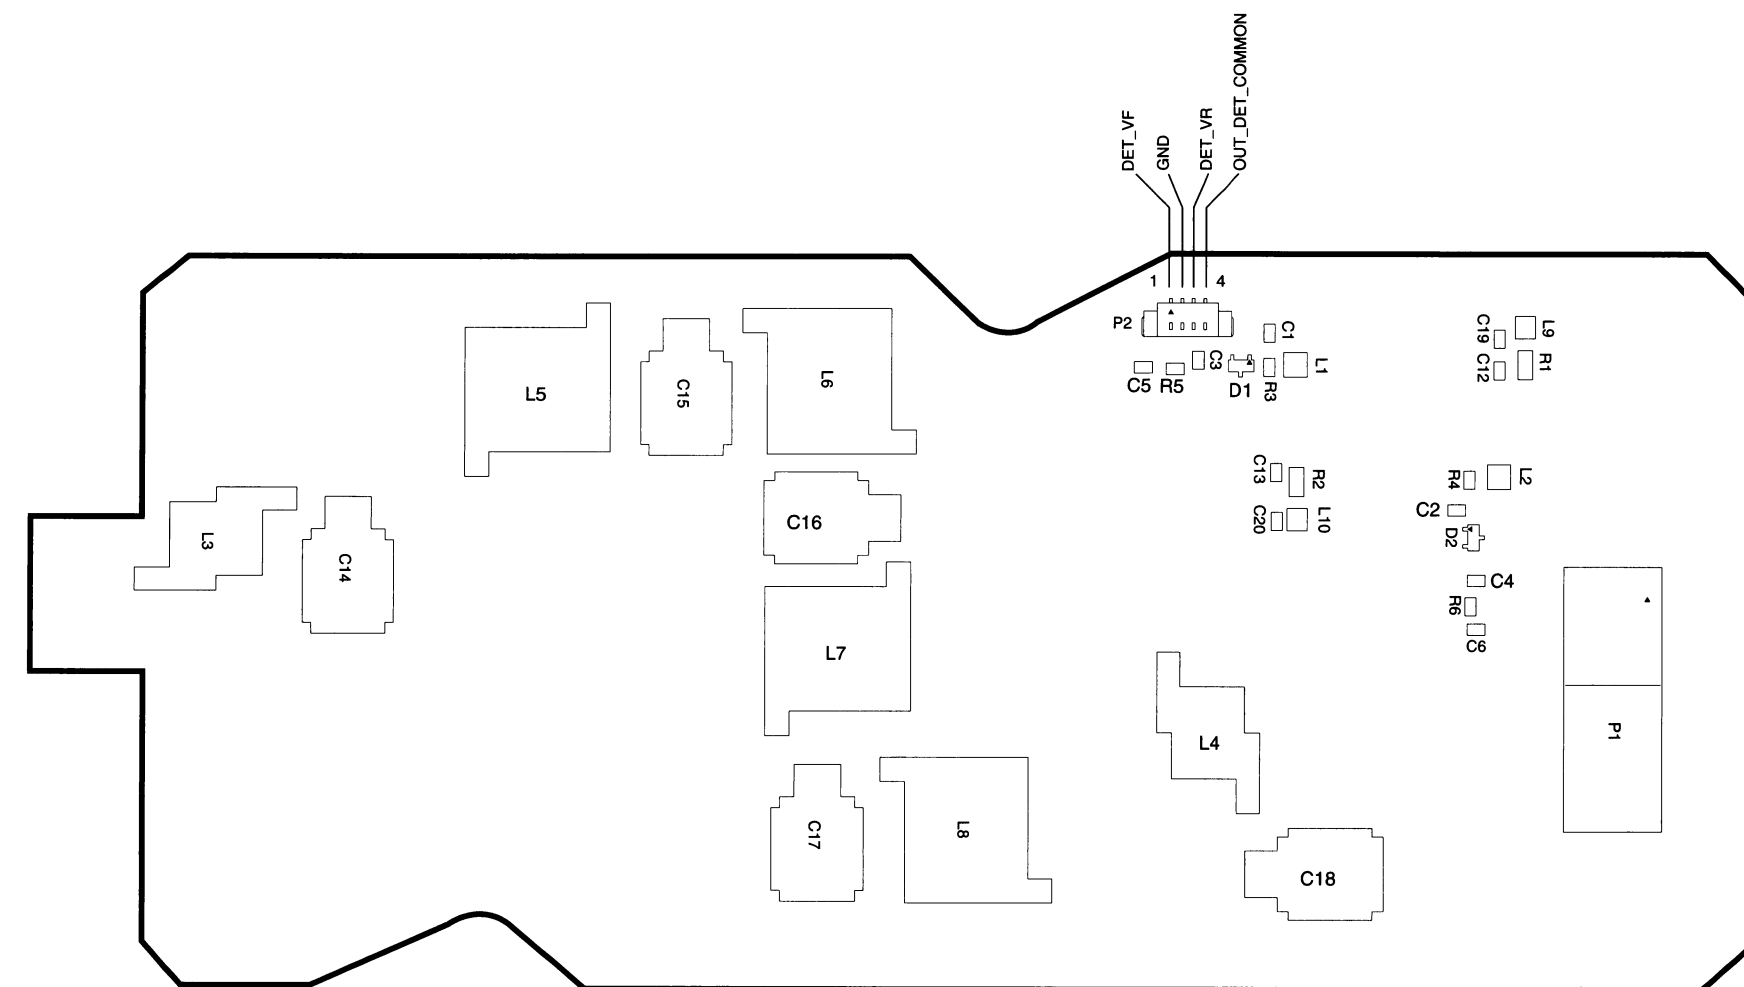 OUT_DET_COMMON
DET_VF
GND
DET_VR
1
4
P2
C1
C19
L9
C5
R5
C3
D1
R3
L1
C12
R1
L5
C15
L6
C13
R2
R4
L2
C16
C20
L10
C2
D2
L3
C14
C4
R6
C6
L7
P1
L4
C17
L8
C18